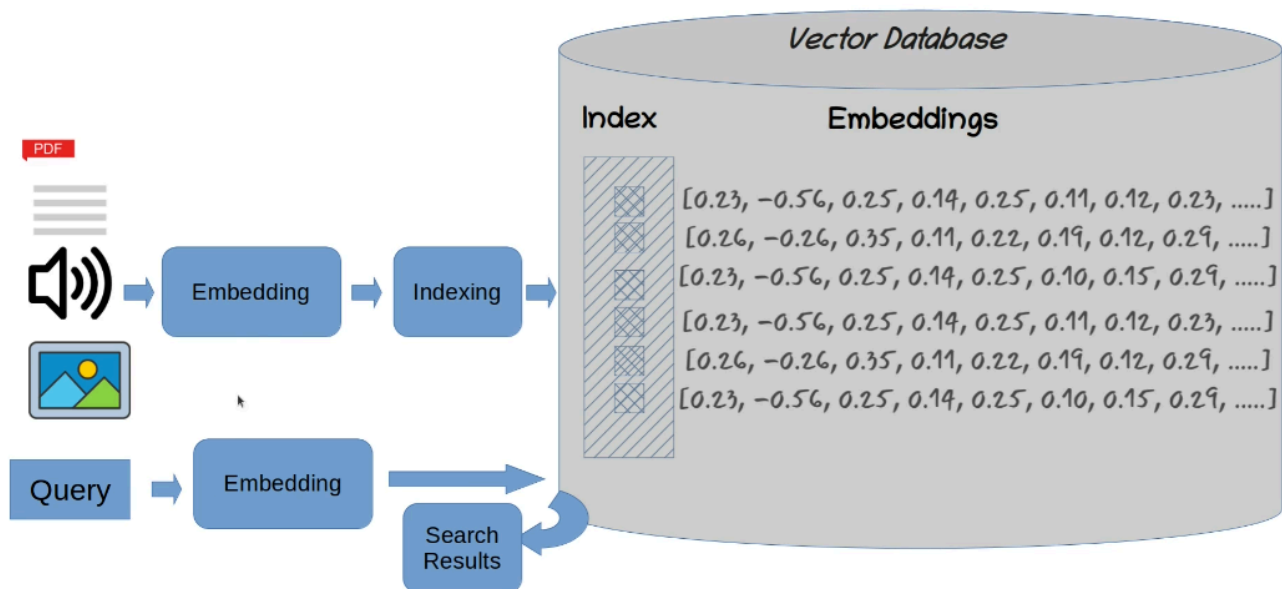 Vector Database
Index
Embeddings
PDF
[0.23, -0.56, 0.25, 0.14, 0.25, 0.11, 0.12, 0.23, .....]
[0.26, -0.26, 0.35, 0.11, 0.22, 0.19, 0.12, 0.29, .....]
[0.23, -0.56, 0.25, 0.14, 0.25, 0.10, 0.15, 0.29, .....]
[0.23, -0.56, 0.25, 0.14, 0.25, 0.11, 0.12, 0.23, .....]
[0.26, -0.26, 0.35, 0.11, 0.22, 0.19, 0.12, 0.29, .....]
[0.23, -0.56, 0.25, 0.14, 0.25, 0.10, 0.15, 0.29, .....]
Embedding
Indexing
Query
Embedding
Search
Results